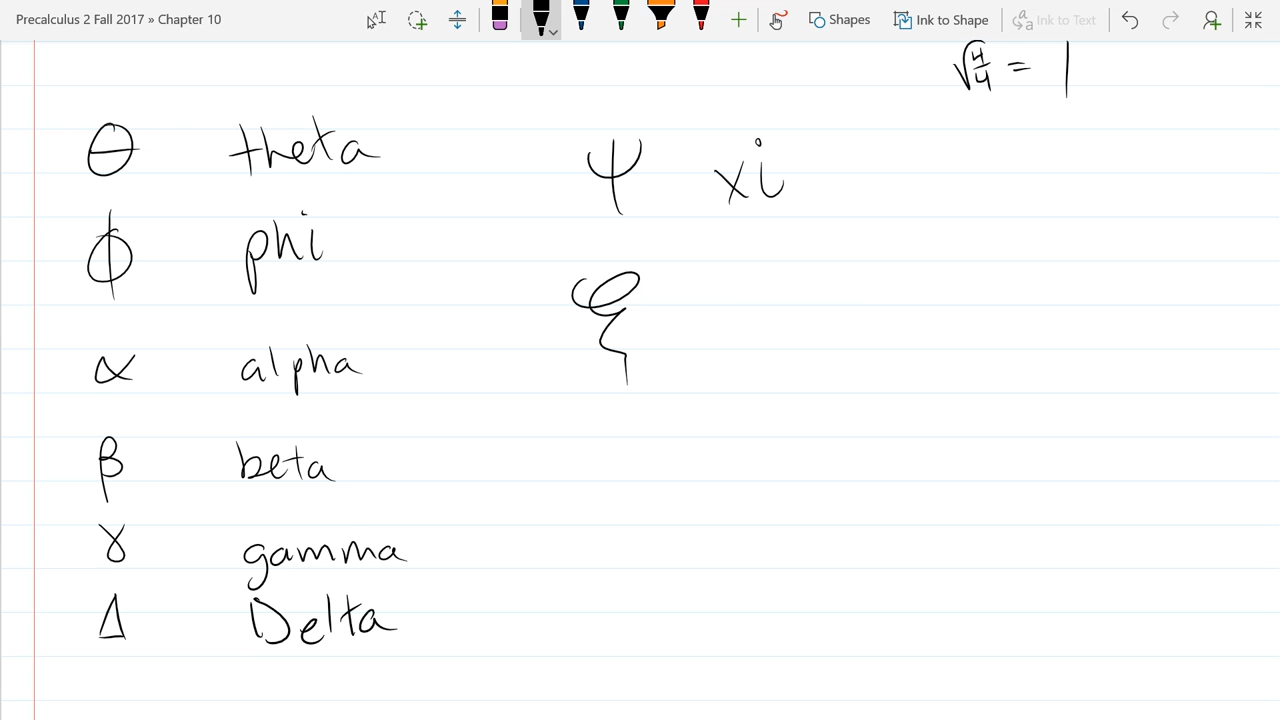 Precalculus 2 Fall 2017 » Chapter 10
Shapes
Ink to Shape
Ink to Text
√4/4 = 1
θ theta
ϕ phi
α alpha
β beta
γ gamma
Δ Delta
ψ xi
ξ